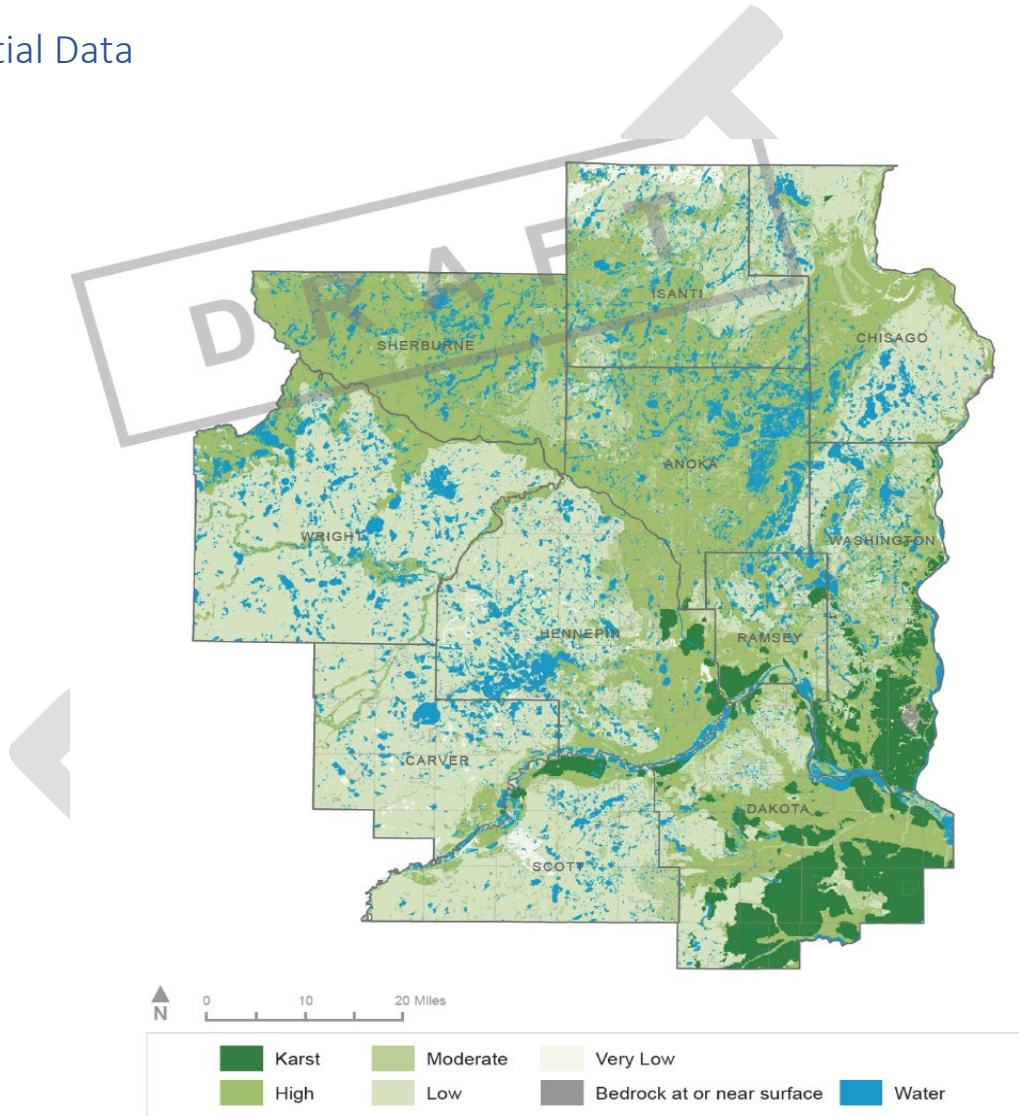 tial Data
DRAFT
ISANTI
SHERBURNE
CHISAGO
ANOKA
WRIGHT
WASHINGTON
HENNEPIN
RAMSEY
CARVER
DAKOTA
SCOTT
N
0 10 20 Miles
Karst Moderate Very Low
High Low Bedrock at or near surface Water